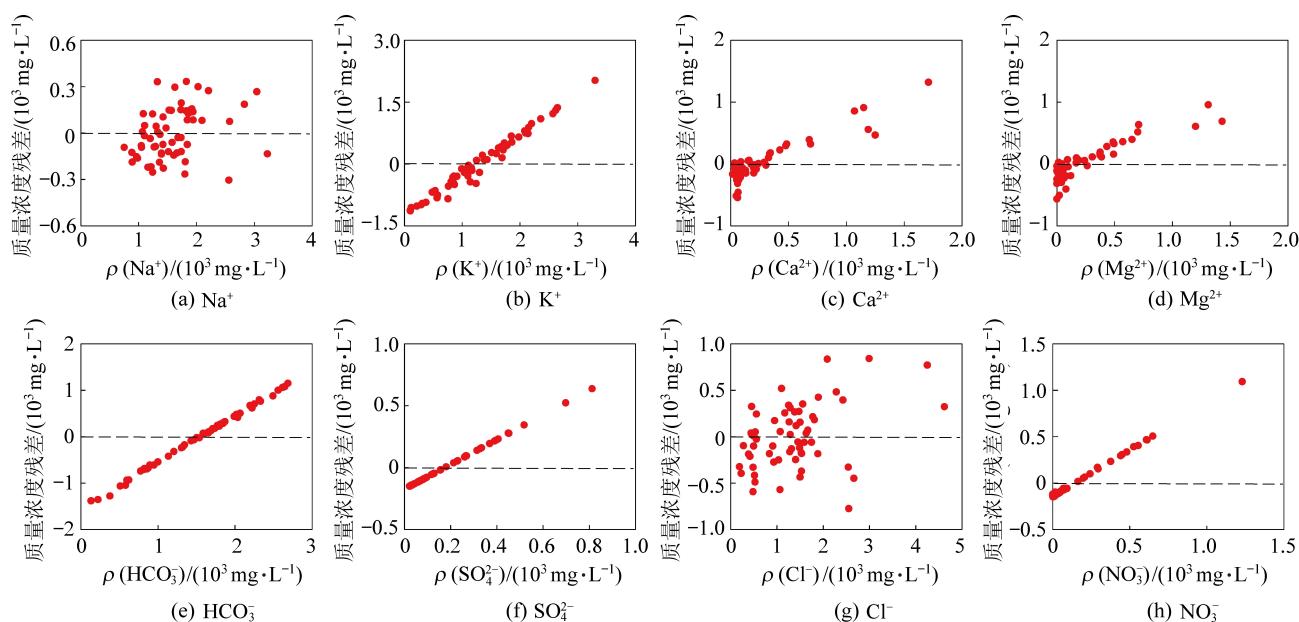 质量浓度残差/(10³ mg·L⁻¹)
0.6
0.3
0
−0.3
−0.6
0 1 2 3 4
ρ(Na⁺)/(10³ mg·L⁻¹)
(a) Na⁺
质量浓度残差/(10³ mg·L⁻¹)
3.0
1.5
0
−1.5
0 1 2 3 4
ρ(K⁺)/(10³ mg·L⁻¹)
(b) K⁺
质量浓度残差/(10³ mg·L⁻¹)
2
1
0
−1
0 0.5 1.0 1.5 2.0
ρ(Ca²⁺)/(10³ mg·L⁻¹)
(c) Ca²⁺
质量浓度残差/(10³ mg·L⁻¹)
2
1
0
−1
0 0.5 1.0 1.5 2.0
ρ(Mg²⁺)/(10³ mg·L⁻¹)
(d) Mg²⁺
质量浓度残差/(10³ mg·L⁻¹)
2
1
0
−1
−2
0 1 2 3
ρ(HCO₃⁻)/(10³ mg·L⁻¹)
(e) HCO₃⁻
质量浓度残差/(10³ mg·L⁻¹)
1.0
0.5
0
−0.5
0 0.2 0.4 0.6 0.8 1.0
ρ(SO₄²⁻)/(10³ mg·L⁻¹)
(f) SO₄²⁻
质量浓度残差/(10³ mg·L⁻¹)
1.0
0.5
0
−0.5
−1.0
0 1 2 3 4 5
ρ(Cl⁻)/(10³ mg·L⁻¹)
(g) Cl⁻
质量浓度残差/(10³ mg·L⁻¹)
1.5
1.0
0.5
0
−0.5
0 0.5 1.0 1.5
ρ(NO₃⁻)/(10³ mg·L⁻¹)
(h) NO₃⁻